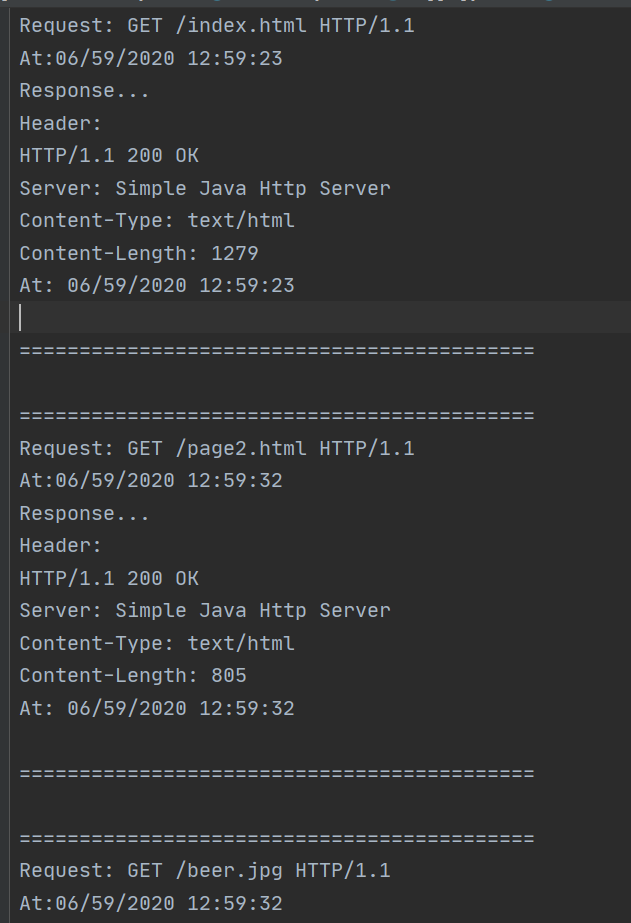 Request: GET /index.html HTTP/1.1
At:06/59/2020 12:59:23
Response...
Header:
HTTP/1.1 200 OK
Server: Simple Java Http Server
Content-Type: text/html
Content-Length: 1279
At: 06/59/2020 12:59:23
===========================================
===========================================
Request: GET /page2.html HTTP/1.1
At:06/59/2020 12:59:32
Response...
Header:
HTTP/1.1 200 OK
Server: Simple Java Http Server
Content-Type: text/html
Content-Length: 805
At: 06/59/2020 12:59:32
===========================================
===========================================
Request: GET /beer.jpg HTTP/1.1
At:06/59/2020 12:59:32